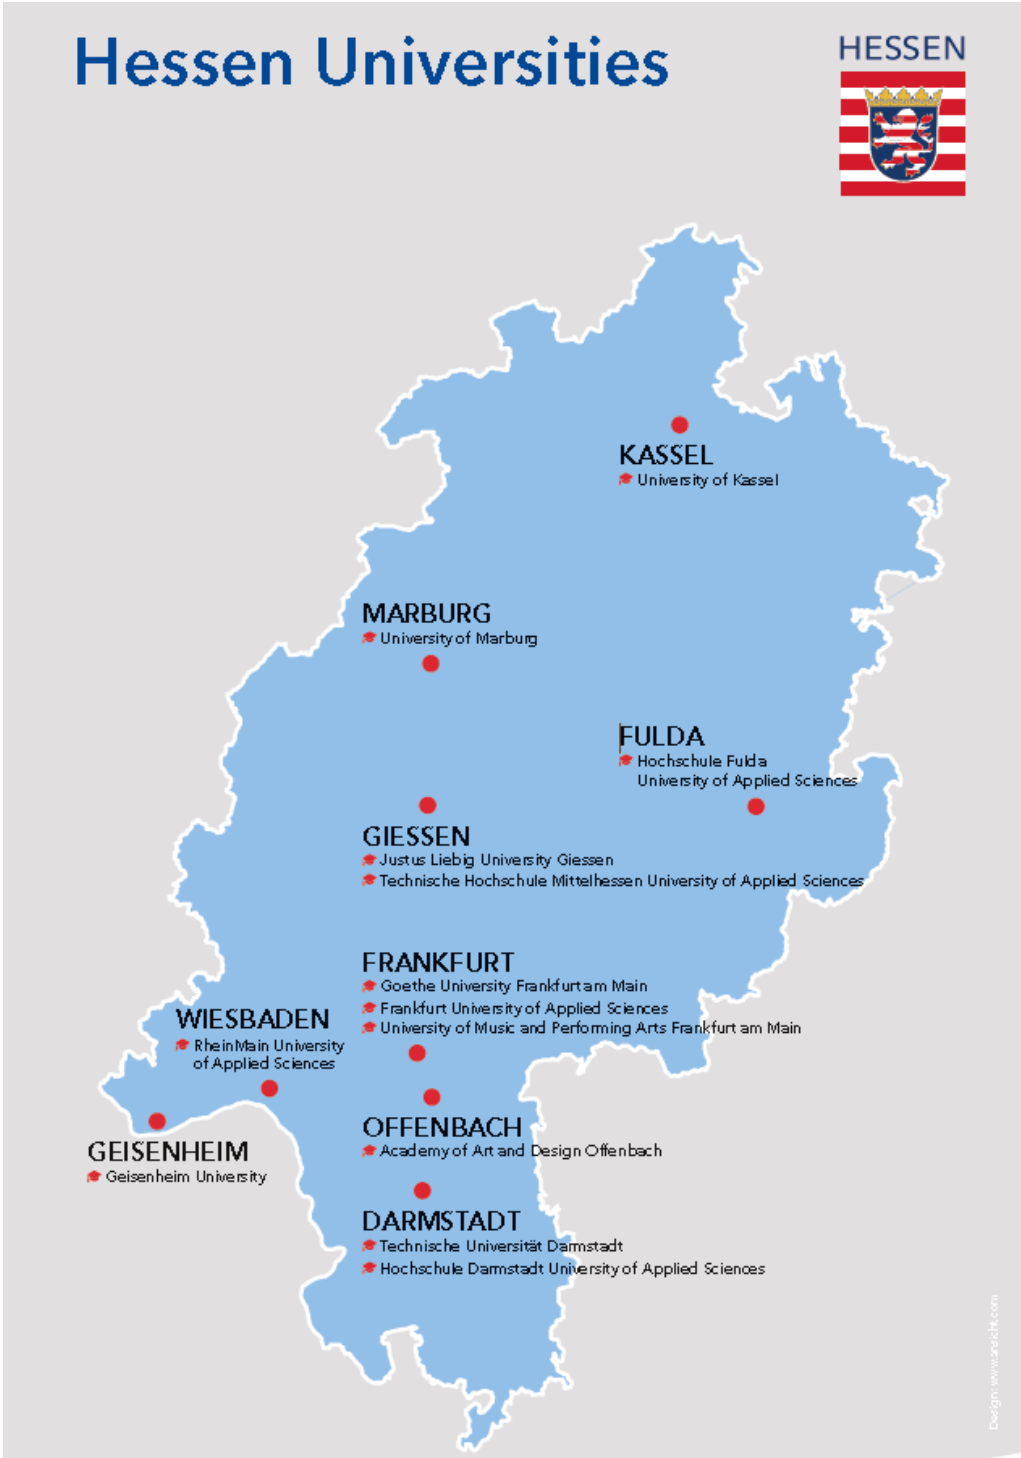 Hessen Universities
HESSEN
KASSEL
University of Kassel
MARBURG
University of Marburg
FULDA
Hochschule Fulda
University of Applied Sciences
GIESSEN
Justus Liebig University Giessen
Technische Hochschule Mittelhessen University of Applied Sciences
FRANKFURT
Goethe University Frankfurt am Main
Frankfurt University of Applied Sciences
University of Music and Performing Arts Frankfurt am Main
WIESBADEN
RheinMain University
of Applied Sciences
GEISENHEIM
Geisenheim University
OFFENBACH
Academy of Art and Design Offenbach
DARMSTADT
Technische Universität Darmstadt
Hochschule Darmstadt University of Applied Sciences
Design: